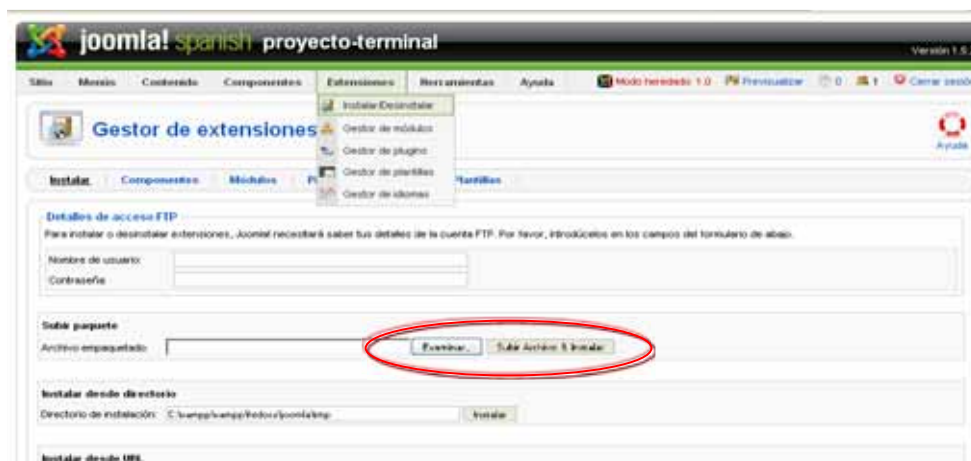 joomla! spanish proyecto-terminal
Versión 1.5.
Sitio Menús Contenido Componentes Extensiones Herramientas Ayuda Modo heredado 1.0 Previsualizar 0 1 Cerrar sesió
Instalar/Desinstalar
Gestor de extensiones
Gestor de módulos
Gestor de plugins
Gestor de plantillas
Gestor de idiomas
Ayuda
Instalar Componentes Módulos P Plantillas
Detalles de acceso FTP
Para instalar o desinstalar extensiones, Joomla! necesitará saber tus detalles de la cuenta FTP. Por favor, introdúcelos en los campos del formulario de abajo.
Nombre de usuario:
Contraseña:
Subir paquete
Archivo empaquetado: Examinar... Subir Archivo & Instalar
Instalar desde directorio
Directorio de instalación: Instalar
Instalar desde URL